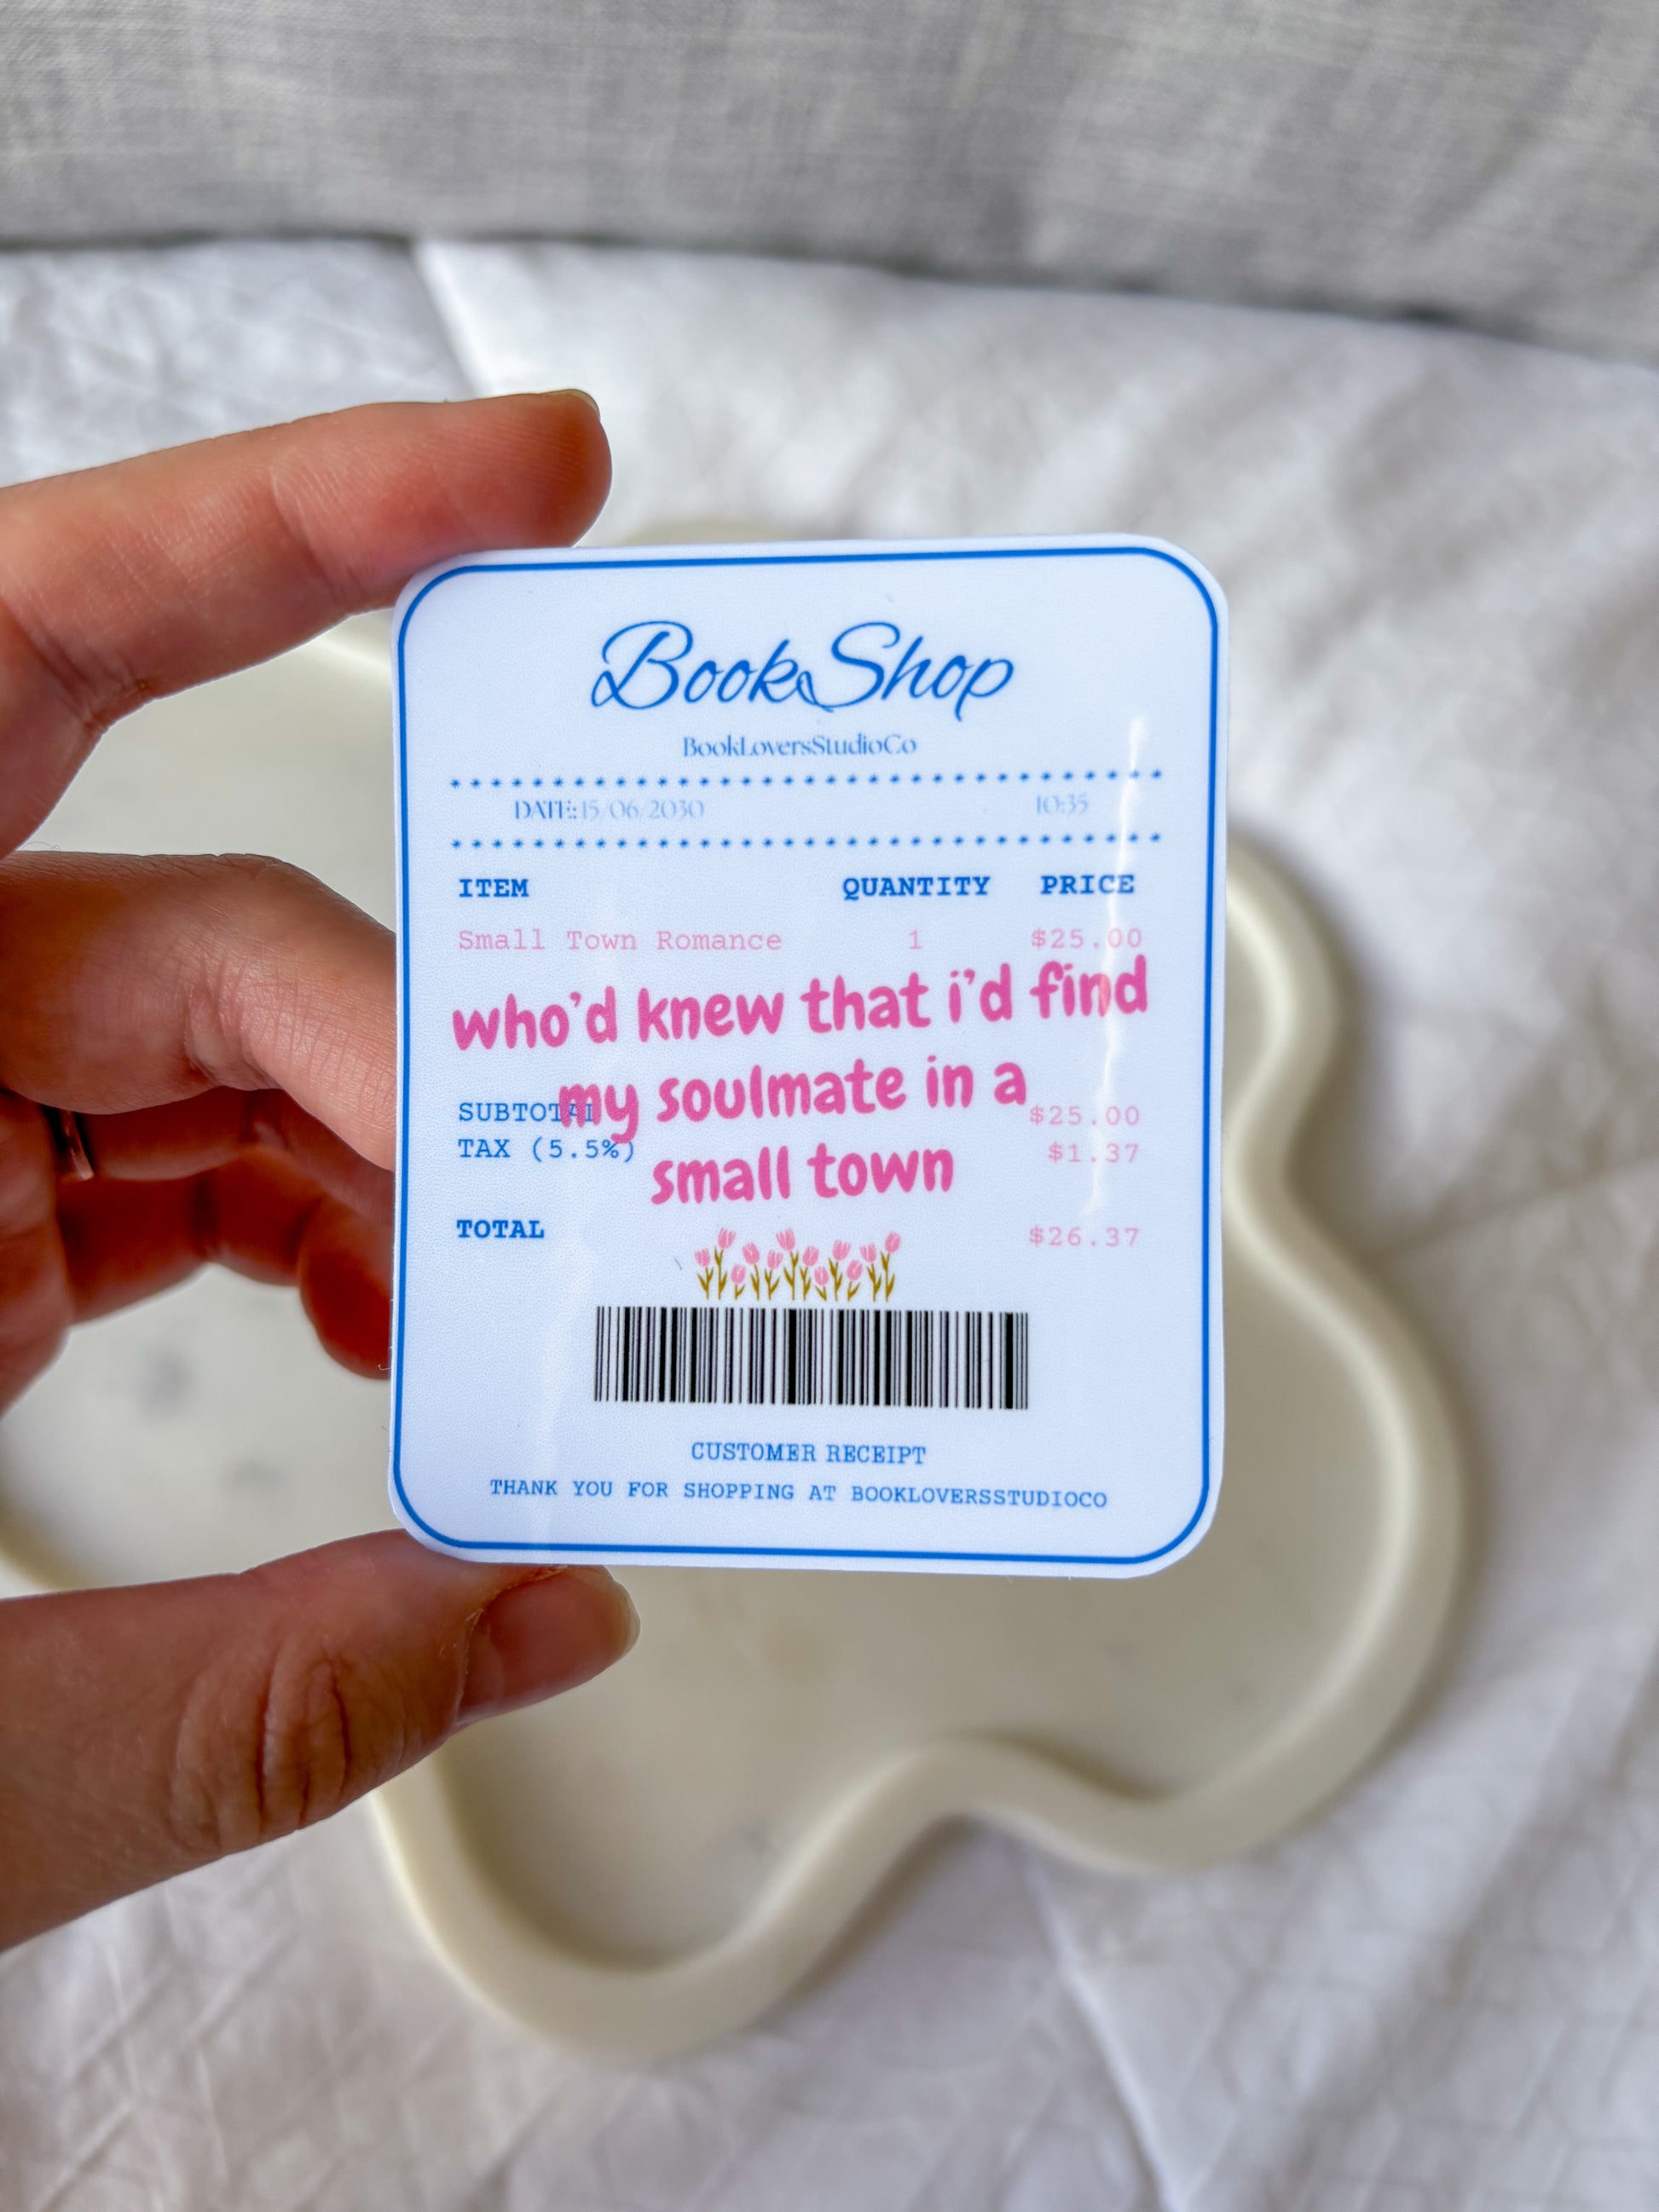 Book Shop
BookLoversStudioCo
DATE: 15/06/2030 10:35
ITEM QUANTITY PRICE
Small Town Romance 1 $25.00
who'd knew that i'd find
my soulmate in a
small town
SUBTOTAL $25.00
TAX (5.5%) $1.37
TOTAL $26.37
CUSTOMER RECEIPT
THANK YOU FOR SHOPPING AT BOOKLOVERSSTUDIOCO